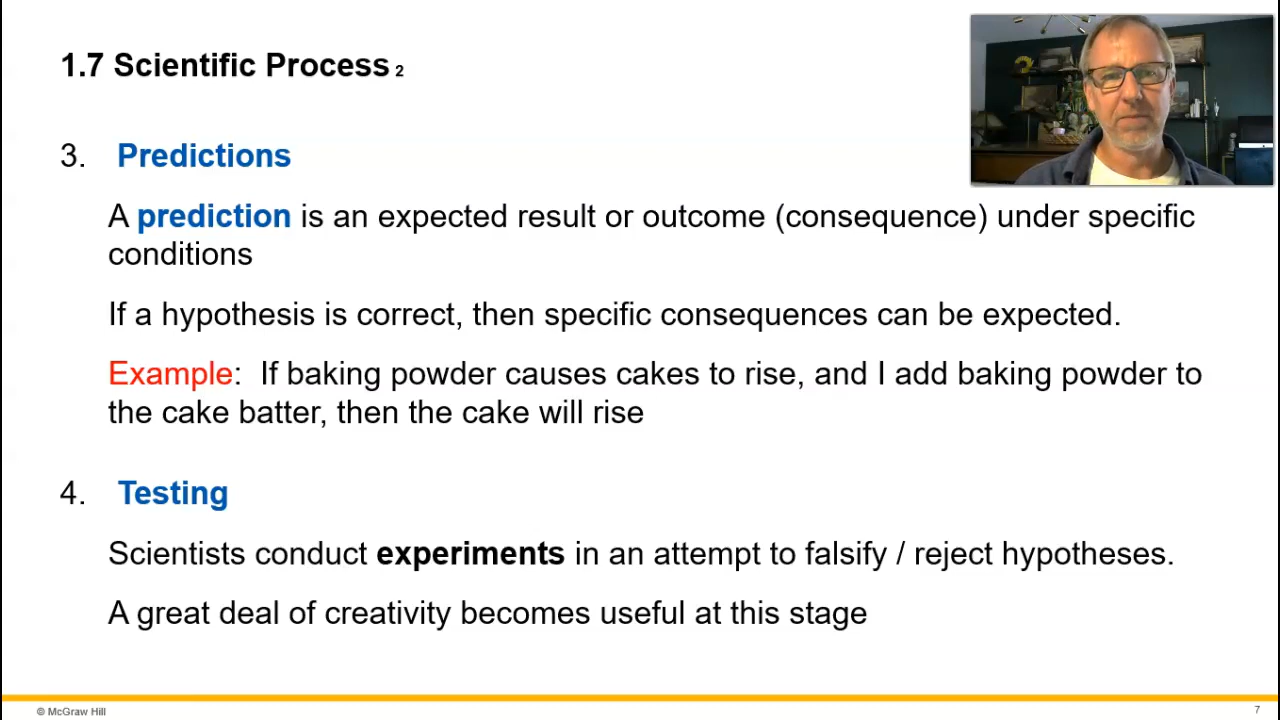 1.7 Scientific Process 2
3. Predictions
A prediction is an expected result or outcome (consequence) under specific
conditions
If a hypothesis is correct, then specific consequences can be expected.
Example: If baking powder causes cakes to rise, and I add baking powder to
the cake batter, then the cake will rise
4. Testing
Scientists conduct experiments in an attempt to falsify / reject hypotheses.
A great deal of creativity becomes useful at this stage
© McGraw Hill
7